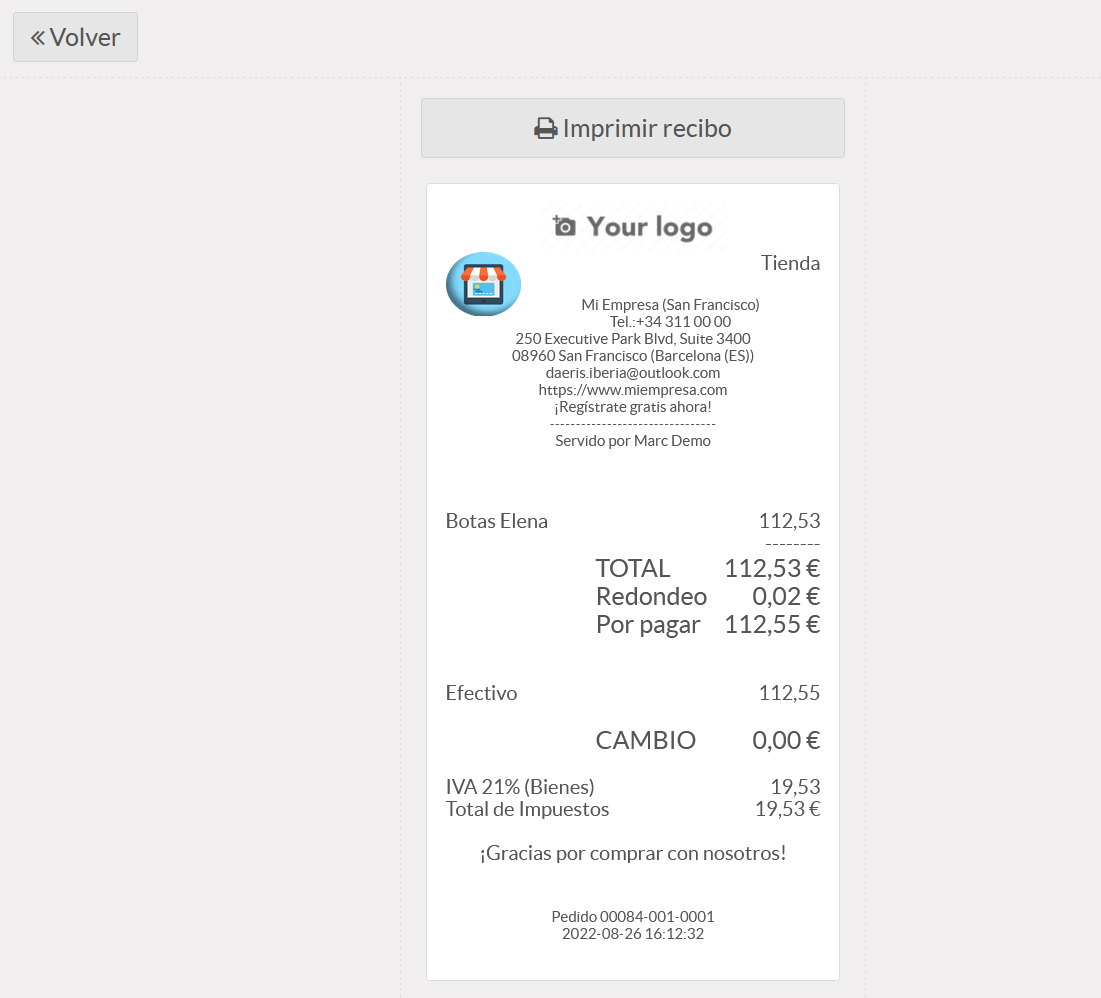 Volver
Imprimir recibo
Your logo
Tienda
Mi Empresa (San Francisco)
Tel.:+34 311 00 00
250 Executive Park Blvd, Suite 3400
08960 San Francisco (Barcelona (ES))
daeris.iberia@outlook.com
https://www.miempresa.com
¡Regístrate gratis ahora!
--------------------------------
Servido por Marc Demo
Botas Elena 112,53
--------
TOTAL 112,53 €
Redondeo 0,02 €
Por pagar 112,55 €
Efectivo 112,55
CAMBIO 0,00 €
IVA 21% (Bienes) 19,53
Total de Impuestos 19,53 €
¡Gracias por comprar con nosotros!
Pedido 00084-001-0001
2022-08-26 16:12:32